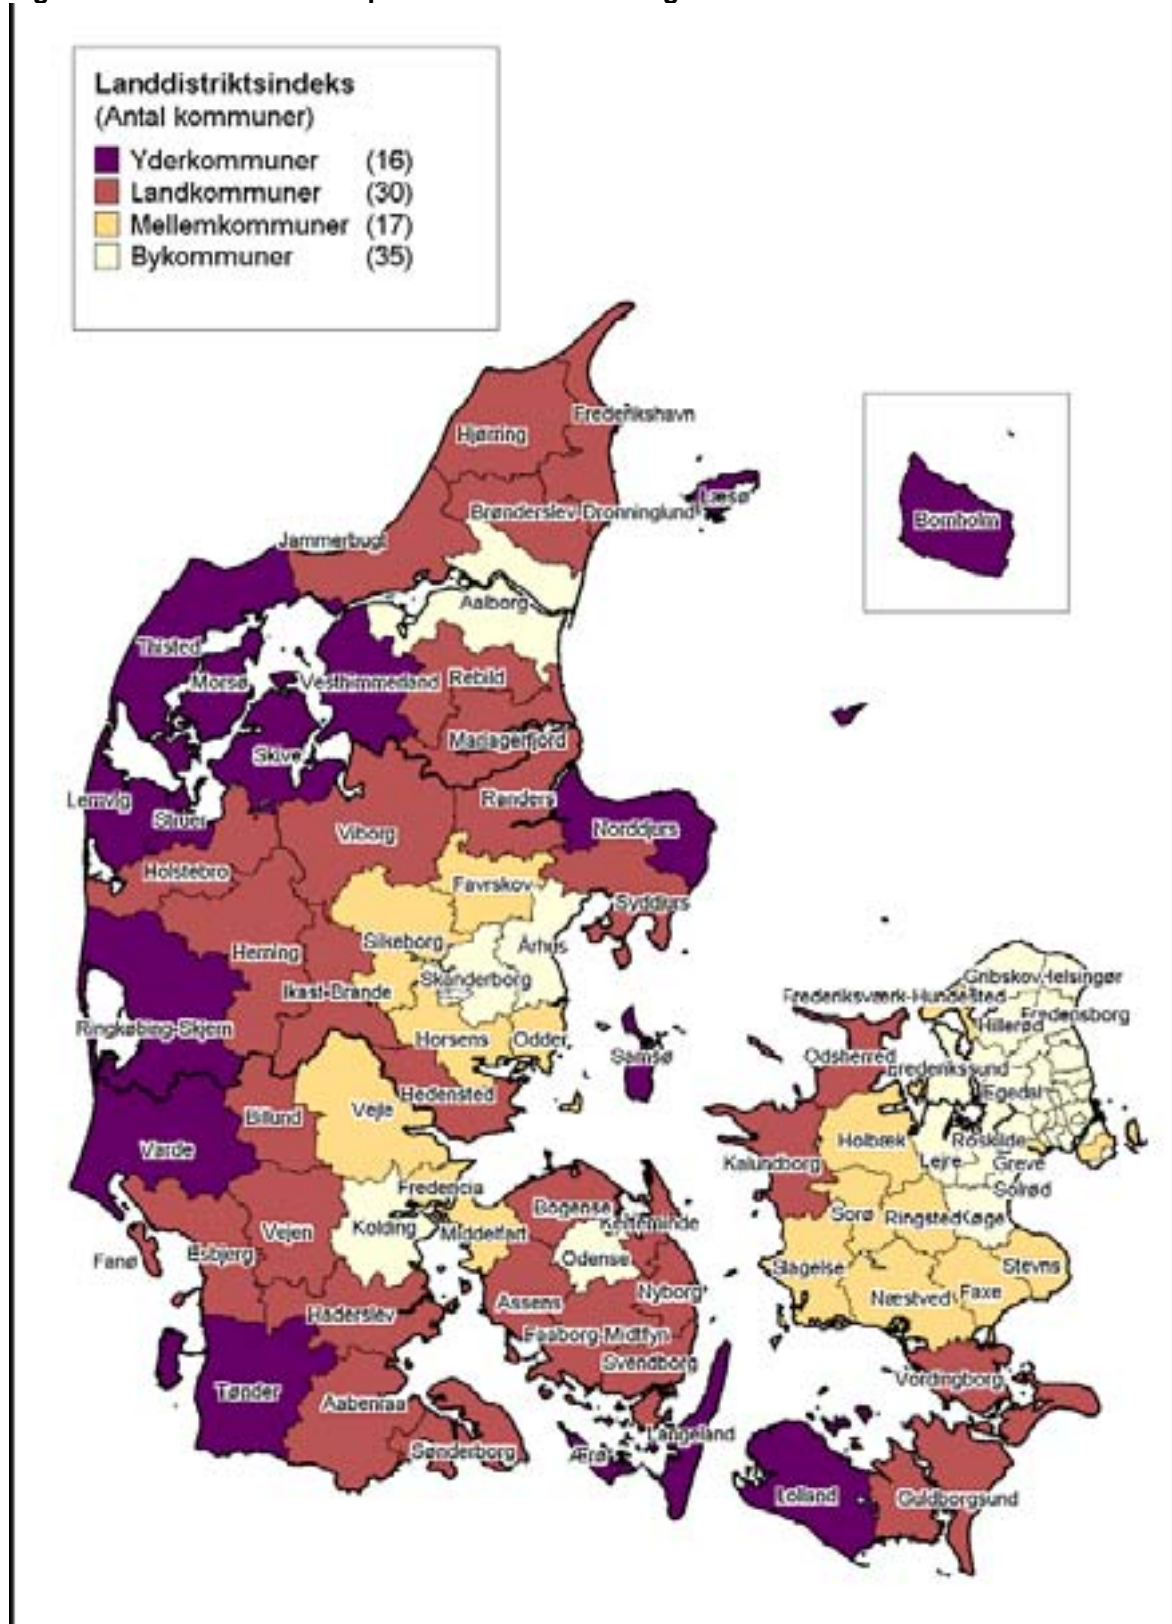 Landdistriktsindeks
(Antal kommuner)
Yderkommuner (16)
Landkommuner (30)
Mellemkommuner (17)
Bykommuner (35)
Frederikshavn
Hjørring
Læsø
Brønderslev-Dronninglund
Bornholm
Jammerbugt
Aalborg
Thisted
Morsø
Vesthimmerland
Rebild
Mariagerfjord
Skive
Lemvig
Randers
Struer
Viborg
Norddjurs
Holstebro
Favrskov
Syddjurs
Silkeborg
Århus
Herning
Skanderborg
Gribskov
Helsingør
Ikast-Brande
Frederiksværk-Hundested
Fredensborg
Ringkøbing-Skjern
Horsens
Odder
Hillerød
Samsø
Odsherred
Frederikssund
Hedensted
Egedal
Billund
Vejle
Varde
Holbæk
Roskilde
Kalundborg
Lejre
Greve
Fredericia
Solrød
Bogense
Kerteminde
Sorø
Ringsted
Køge
Vejen
Kolding
Middelfart
Fanø
Esbjerg
Odense
Slagelse
Stevns
Nyborg
Næstved
Faxe
Assens
Haderslev
Faaborg-Midtfyn
Svendborg
Vordingborg
Tønder
Aabenraa
Langeland
Sønderborg
Ærø
Lolland
Guldborgsund